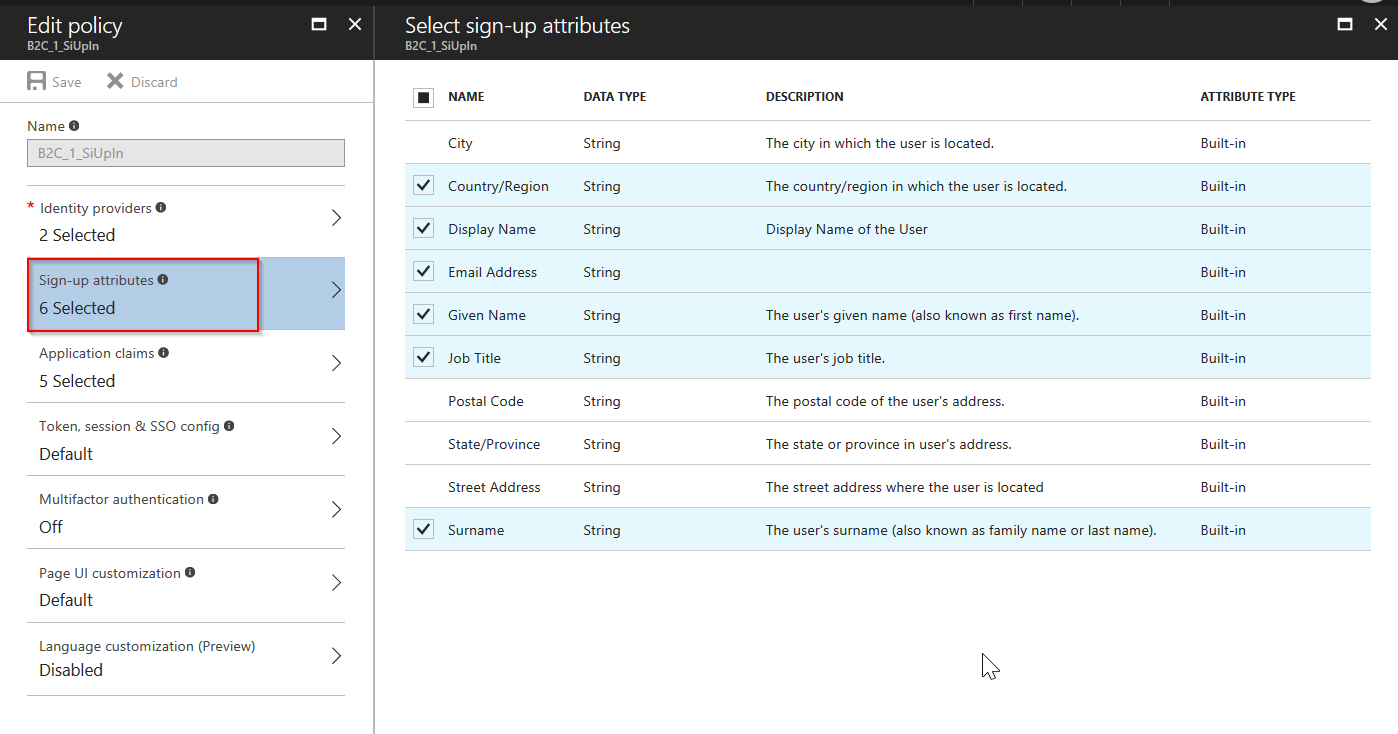 Edit policy
B2C_1_SiUpIn
Save Discard
Name
B2C_1_SiUpIn
* Identity providers
2 Selected
Sign-up attributes
6 Selected
Application claims
5 Selected
Token, session & SSO config
Default
Multifactor authentication
Off
Page UI customization
Default
Language customization (Preview)
Disabled
Select sign-up attributes
B2C_1_SiUpIn
NAME DATA TYPE DESCRIPTION ATTRIBUTE TYPE
City String The city in which the user is located. Built-in
Country/Region String The country/region in which the user is located. Built-in
Display Name String Display Name of the User Built-in
Email Address String Built-in
Given Name String The user's given name (also known as first name). Built-in
Job Title String The user's job title. Built-in
Postal Code String The postal code of the user's address. Built-in
State/Province String The state or province in user's address. Built-in
Street Address String The street address where the user is located Built-in
Surname String The user's surname (also known as family name or last name). Built-in